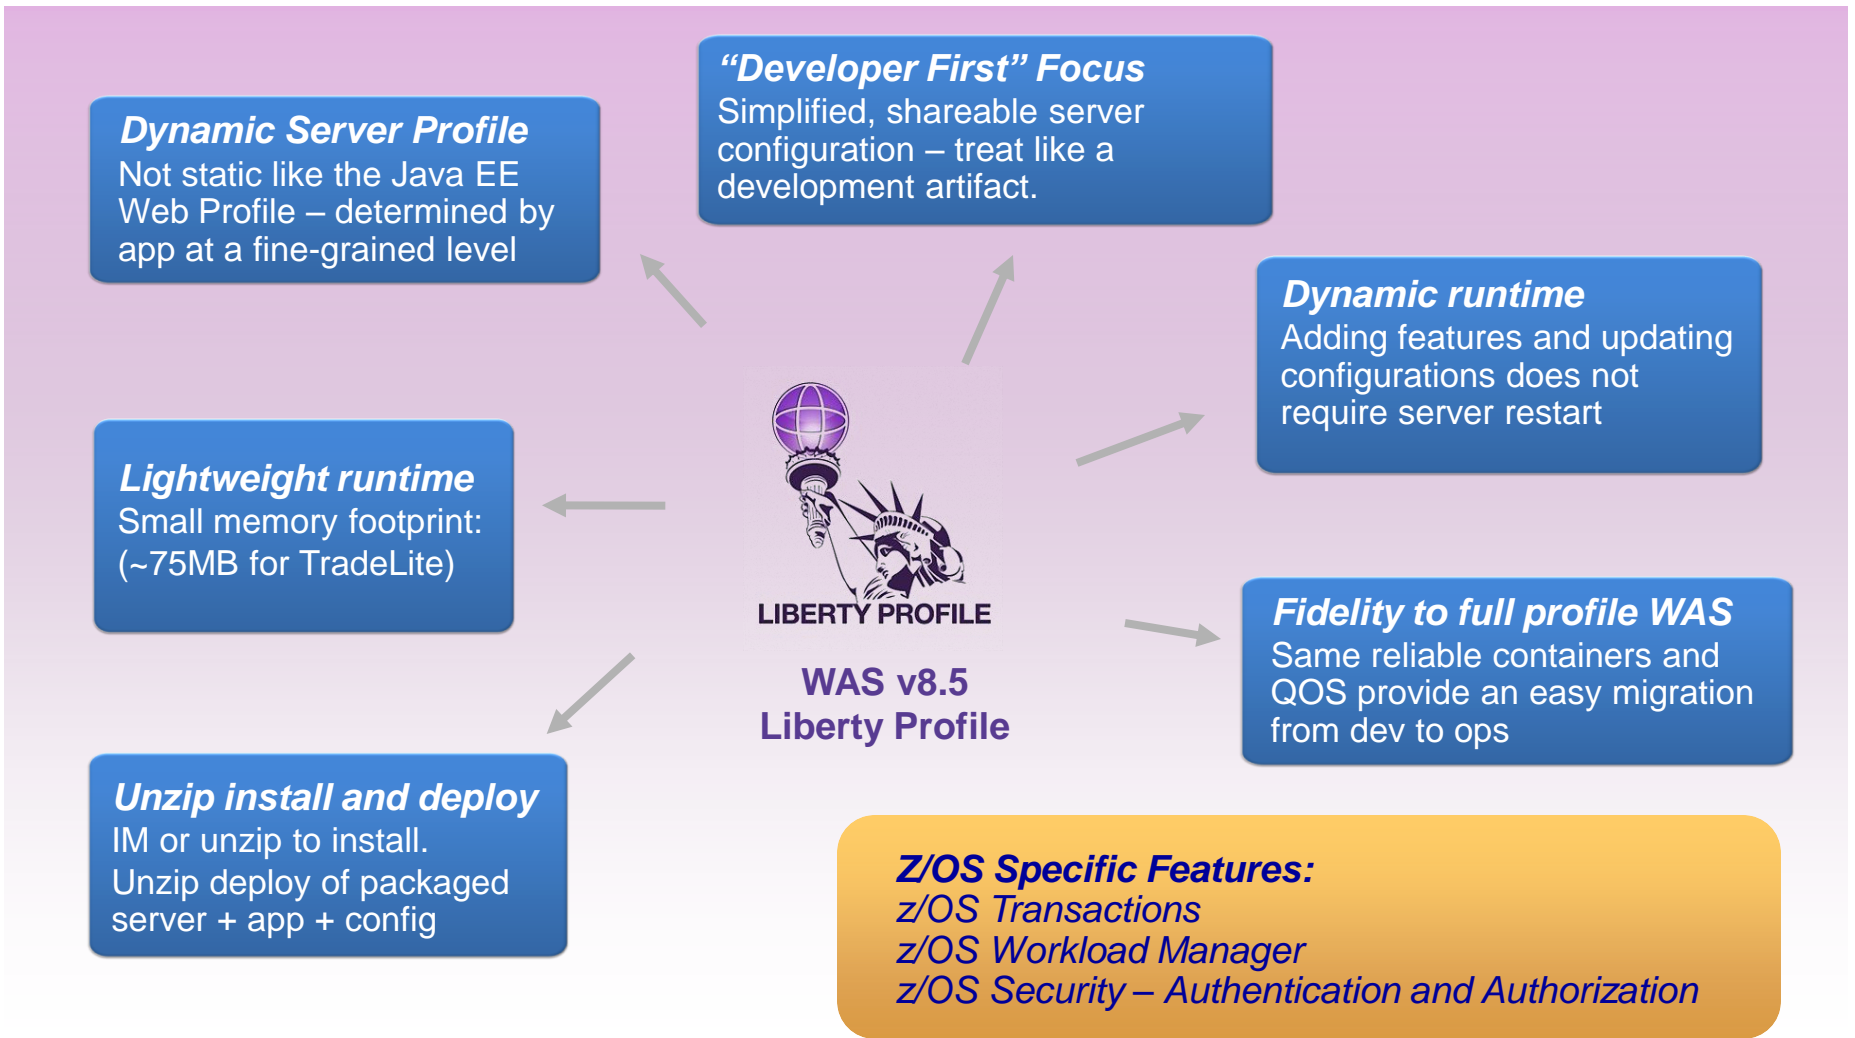 “Developer First” Focus
Simplified, shareable server
configuration – treat like a
development artifact.
Dynamic Server Profile
Not static like the Java EE
Web Profile – determined by
app at a fine-grained level
Dynamic runtime
Adding features and updating
configurations does not
require server restart
Lightweight runtime
Small memory footprint:
(~75MB for TradeLite)
LIBERTY PROFILE
WAS v8.5
Liberty Profile
Fidelity to full profile WAS
Same reliable containers and
QOS provide an easy migration
from dev to ops
Unzip install and deploy
IM or unzip to install.
Unzip deploy of packaged
server + app + config
Z/OS Specific Features:
z/OS Transactions
z/OS Workload Manager
z/OS Security – Authentication and Authorization